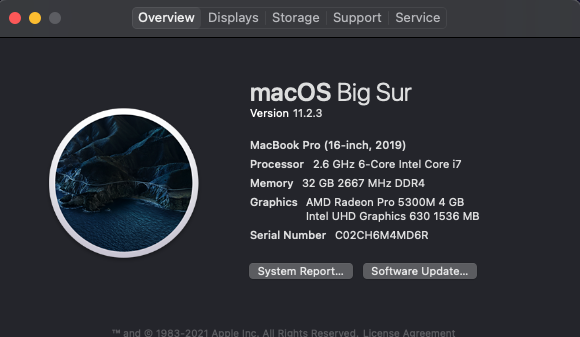 Overview Displays Storage Support Service
macOS Big Sur
Version 11.2.3
MacBook Pro (16-inch, 2019)
Processor 2.6 GHz 6-Core Intel Core i7
Memory 32 GB 2667 MHz DDR4
Graphics AMD Radeon Pro 5300M 4 GB
Intel UHD Graphics 630 1536 MB
Serial Number C02CH6M4MD6R
System Report... Software Update...
™ and © 1983-2021 Apple Inc. All Rights Reserved. License Agreement